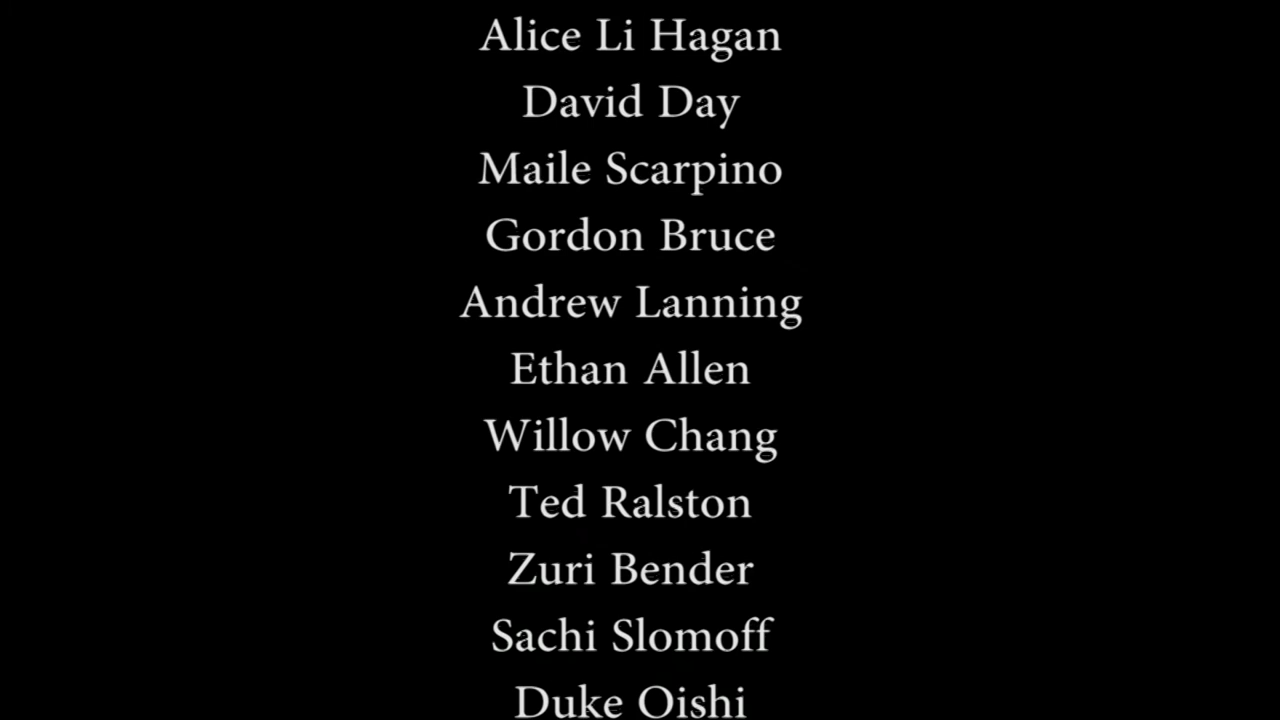 Alice Li Hagan
David Day
Maile Scarpino
Gordon Bruce
Andrew Lanning
Ethan Allen
Willow Chang
Ted Ralston
Zuri Bender
Sachi Slomoff
Duke Oishi